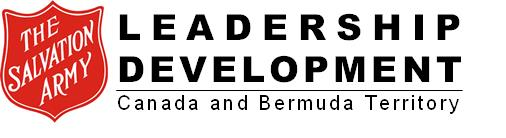 THE
SALVATION
ARMY
LEADERSHIP
DEVELOPMENT
Canada and Bermuda Territory